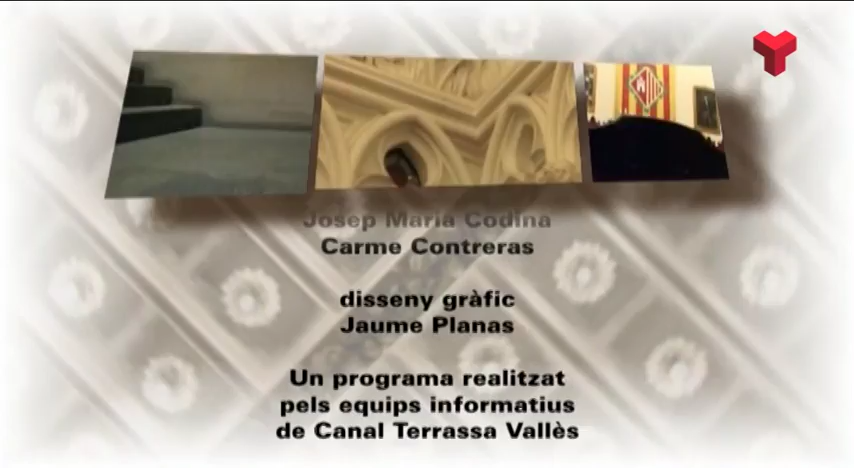 Josep Maria Codina
Carme Contreras
disseny gràfic
Jaume Planas
Un programa realitzat
pels equips informatius
de Canal Terrassa Vallès